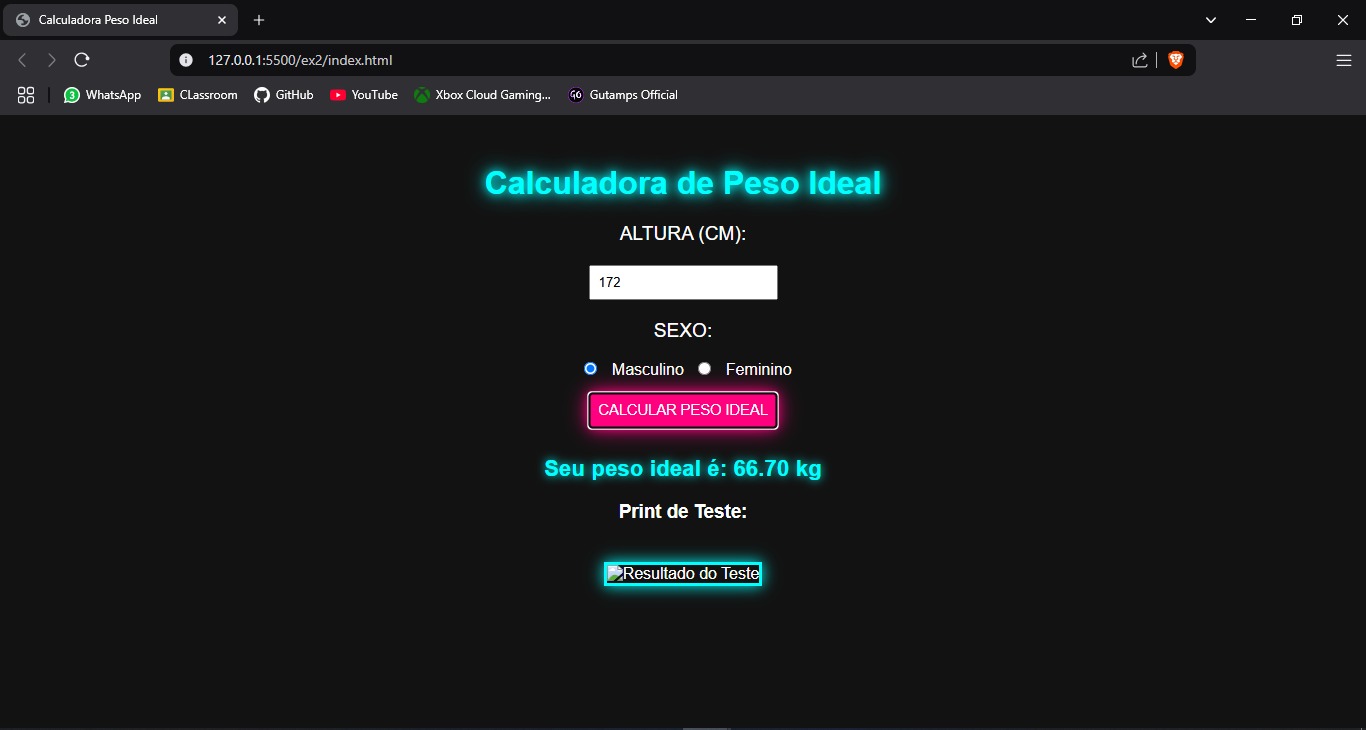 Calculadora Peso Ideal
127.0.0.1:5500/ex2/index.html
3 WhatsApp CLassroom GitHub YouTube Xbox Cloud Gaming... GO Gutamps Official
Calculadora de Peso Ideal
ALTURA (CM):
172
SEXO:
Masculino Feminino
CALCULAR PESO IDEAL
Seu peso ideal é: 66.70 kg
Print de Teste:
Resultado do Teste